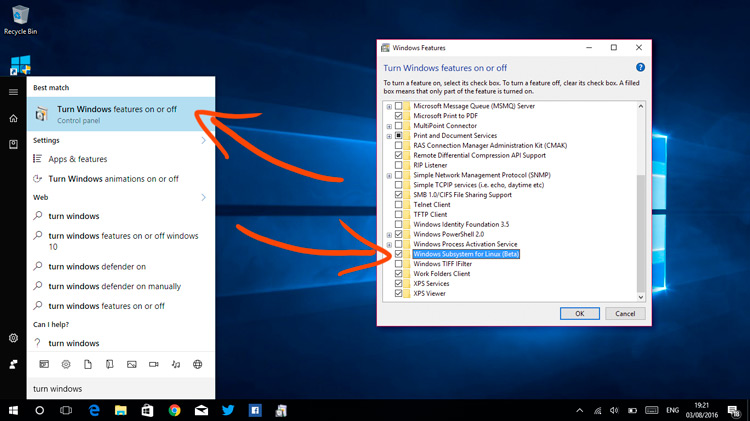 Recycle Bin
Best match
Turn Windows features on or off
Control panel
Settings
Apps & features
Turn Windows animations on or off
Web
turn windows
turn windows features on or off windows
10
turn windows defender on
turn windows defender on manually
turn windows features on or off
Can I help?
turn windows
turn windows
Windows Features
Turn Windows features on or off
To turn a feature on, select its check box. To turn a feature off, clear its check box. A filled
box means that only part of the feature is turned on.
Microsoft Message Queue (MSMQ) Server
Microsoft Print to PDF
MultiPoint Connector
Print and Document Services
RAS Connection Manager Administration Kit (CMAK)
Remote Differential Compression API Support
RIP Listener
Simple Network Management Protocol (SNMP)
Simple TCPIP services (i.e. echo, daytime etc)
SMB 1.0/CIFS File Sharing Support
Telnet Client
TFTP Client
Windows Identity Foundation 3.5
Windows PowerShell 2.0
Windows Process Activation Service
Windows Subsystem for Linux (Beta)
Windows TIFF IFilter
Work Folders Client
XPS Services
XPS Viewer
OK
Cancel
ENG
19:21
03/08/2016